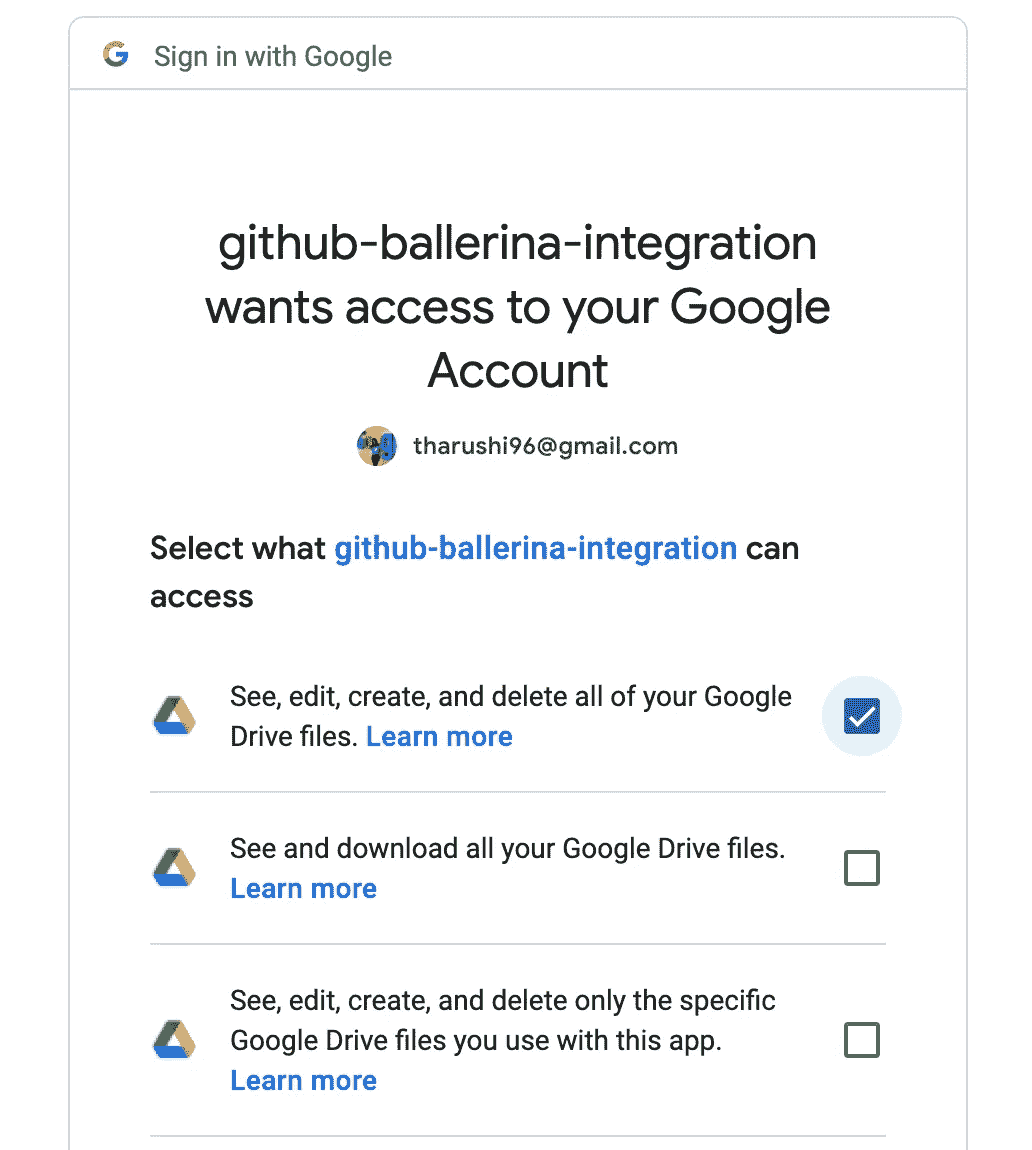 Sign in with Google
github-ballerina-integration
wants access to your Google
Account
tharushi96@gmail.com
Select what github-ballerina-integration can
access
See, edit, create, and delete all of your Google
Drive files. Learn more
See and download all your Google Drive files.
Learn more
See, edit, create, and delete only the specific
Google Drive files you use with this app.
Learn more